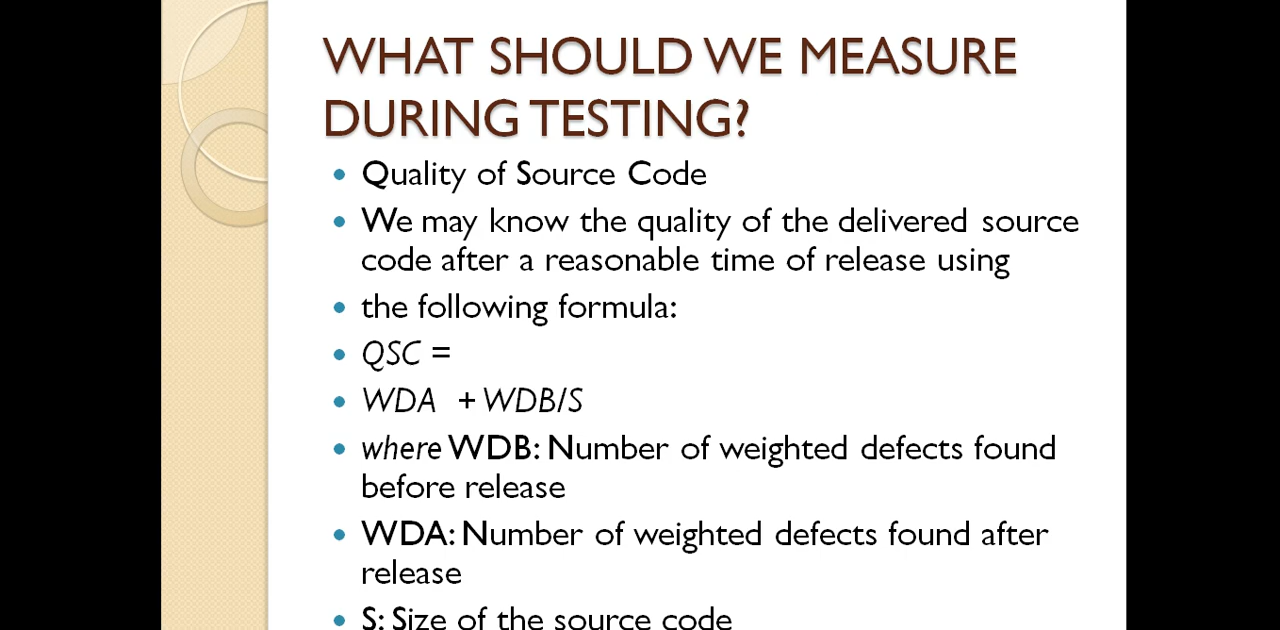 WHAT SHOULD WE MEASURE
DURING TESTING?
• Quality of Source Code
• We may know the quality of the delivered source
code after a reasonable time of release using
• the following formula:
• QSC =
• WDA + WDB/S
• where WDB: Number of weighted defects found
before release
• WDA: Number of weighted defects found after
release
• S: Size of the source code